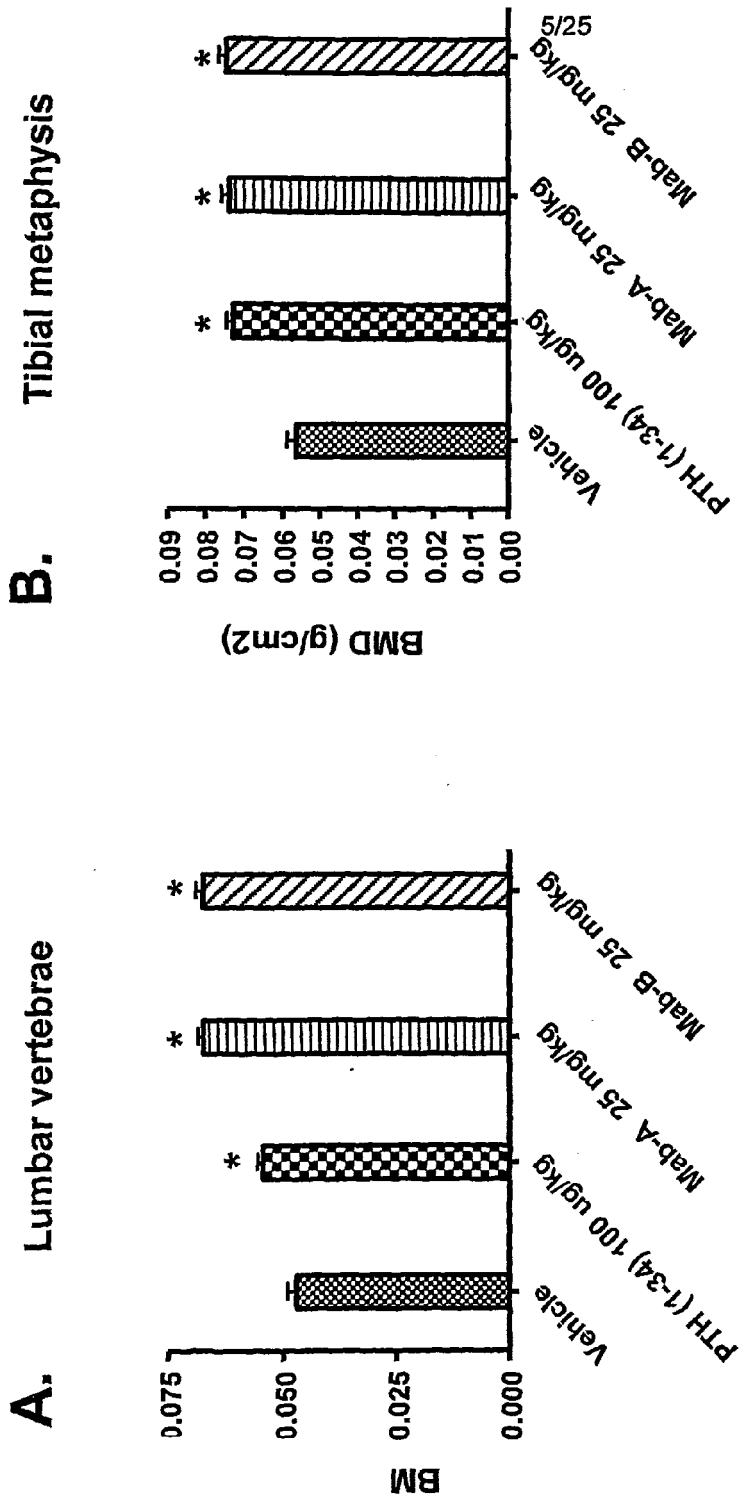 A. Lumbar vertebrae
BM
0.075
0.050
0.025
0.000
*
*
*
Vehicle
PTH (1-34) 100 ug/kg
Mab-A 25 mg/kg
Mab-B 25 mg/kg
B. Tibial metaphysis
BMD (g/cm2)
0.09
0.08
0.07
0.06
0.05
0.04
0.03
0.02
0.01
0.00
*
*
*
Vehicle
PTH (1-34) 100 ug/kg
Mab-A 25 mg/kg
Mab-B 25 mg/kg
5/25